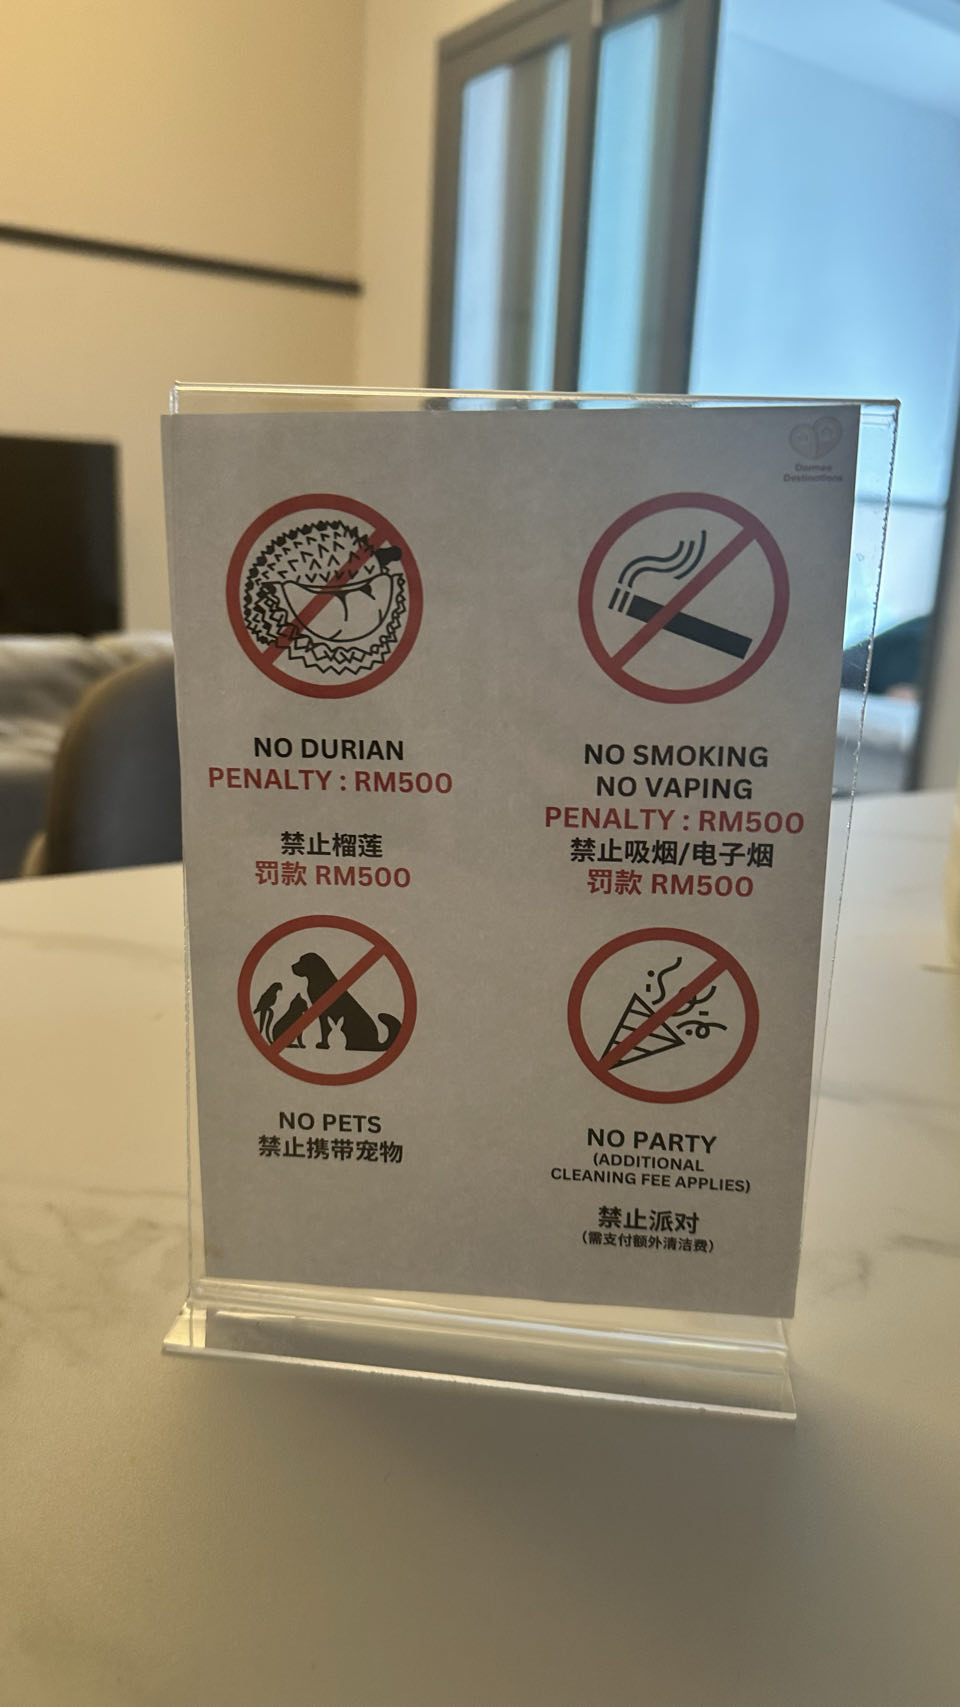 Dormeo
Destinations
NO DURIAN
PENALTY : RM500
禁止榴莲
罚款 RM500
NO SMOKING
NO VAPING
PENALTY : RM500
禁止吸烟/电子烟
罚款 RM500
NO PETS
禁止携带宠物
NO PARTY
(ADDITIONAL
CLEANING FEE APPLIES)
禁止派对
（需支付额外清洁费）